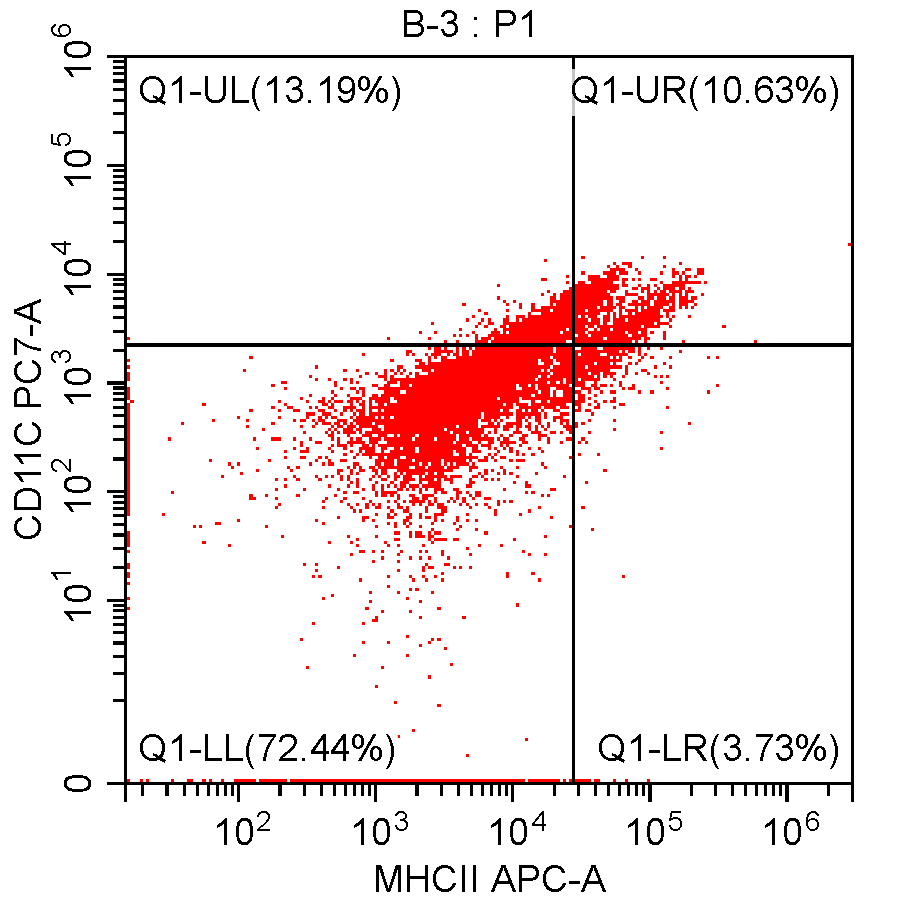 B-3 : P1
Q1-UL(13.19%)
Q1-UR(10.63%)
Q1-LL(72.44%)
Q1-LR(3.73%)
CD11C PC7-A
10^6
10^5
10^4
10^3
10^2
10^1
0
10^2
10^3
10^4
10^5
10^6
MHCII APC-A